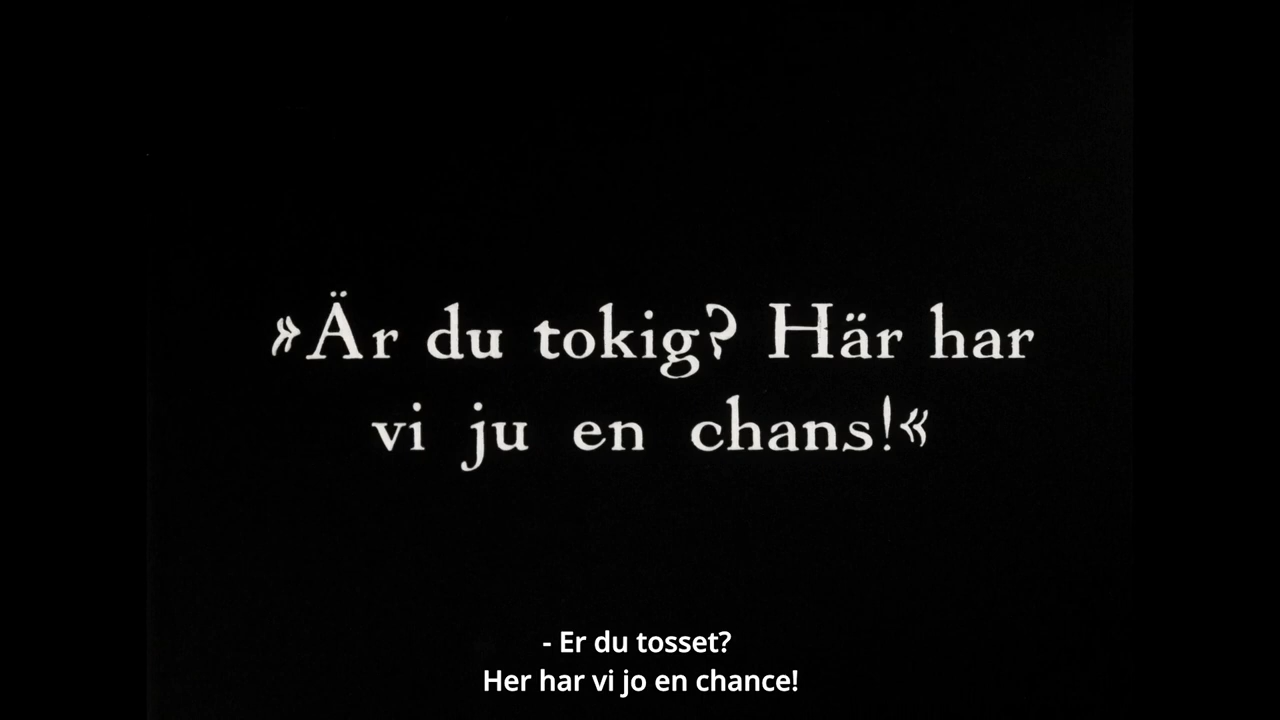 »Är du tokig? Här har
vi ju en chans!«
- Er du tosset?
Her har vi jo en chance!